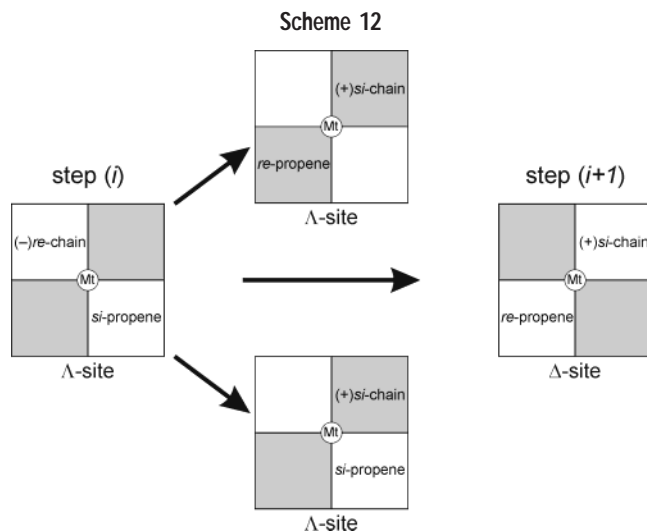 Scheme 12
(+)si-chain
Mt
re-propene
Λ-site
step (i)
(–)re-chain
Mt
si-propene
Λ-site
step (i+1)
(+)si-chain
Mt
re-propene
Δ-site
(+)si-chain
Mt
si-propene
Λ-site